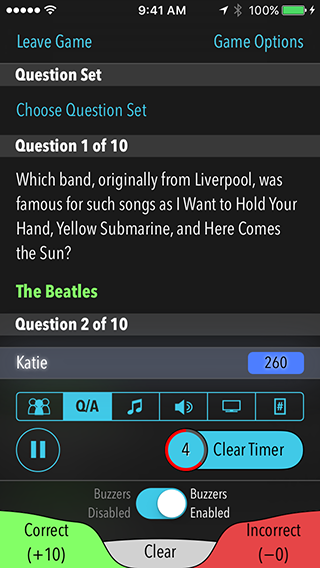 9:41 AM 100%
Leave Game Game Options
Question Set
Choose Question Set
Question 1 of 10
Which band, originally from Liverpool, was
famous for such songs as I Want to Hold Your
Hand, Yellow Submarine, and Here Comes
the Sun?
The Beatles
Question 2 of 10
Katie 260
Q/A #
4 Clear Timer
Buzzers Disabled Buzzers Enabled
Correct (+10) Clear Incorrect (−0)